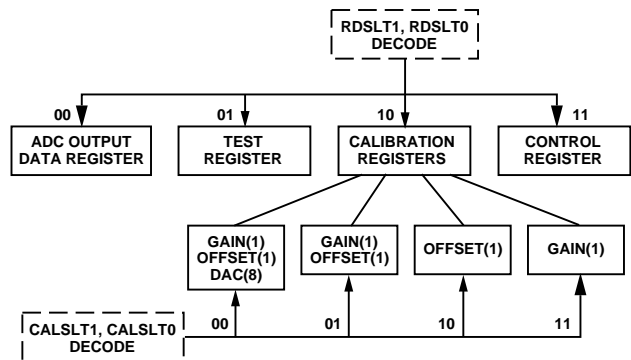 RDSLT1, RDSLT0
DECODE
00
01
10
11
ADC OUTPUT
DATA REGISTER
TEST
REGISTER
CALIBRATION
REGISTERS
CONTROL
REGISTER
GAIN(1)
OFFSET(1)
DAC(8)
GAIN(1)
OFFSET(1)
OFFSET(1)
GAIN(1)
CALSLT1, CALSLT0
DECODE
00
01
10
11